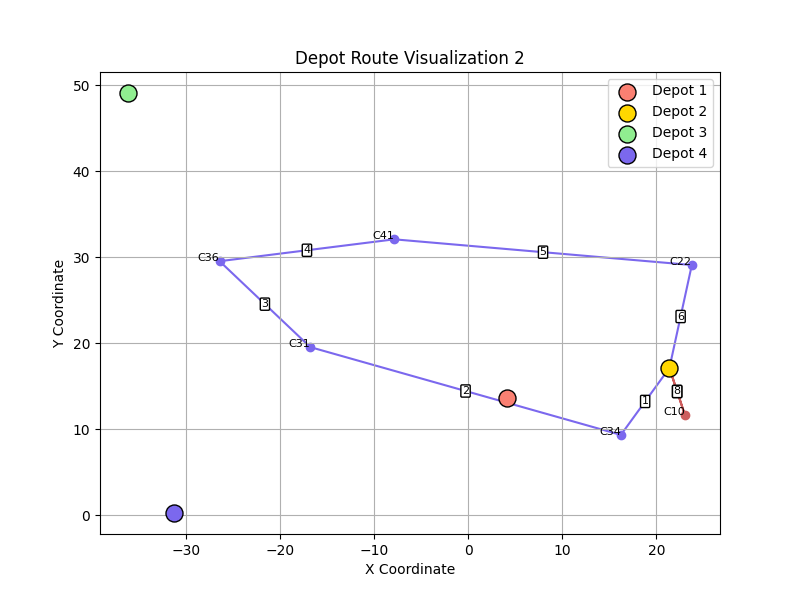 Depot Route Visualization 2
Depot 1
Depot 2
Depot 3
Depot 4
Y Coordinate
50
40
30
20
10
0
C41
C36
4
5
C22
3
6
C31
2
8
1
C10
C34
−30
−20
−10
0
10
20
X Coordinate